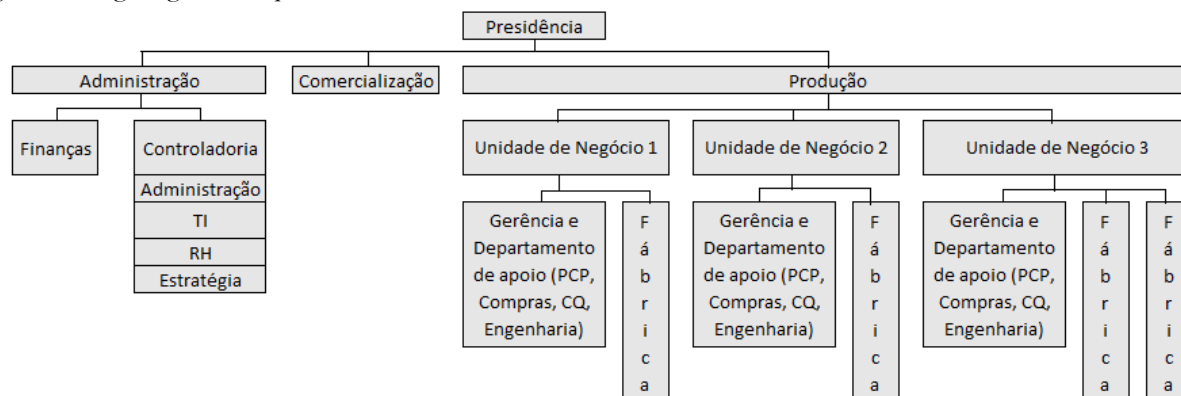 Presidência
Administração
Comercialização
Produção
Finanças
Controladoria
Administração
TI
RH
Estratégia
Unidade de Negócio 1
Unidade de Negócio 2
Unidade de Negócio 3
Gerência e
Departamento
de apoio (PCP,
Compras, CQ,
Engenharia)
F
á
b
r
i
c
a
Gerência e
Departamento
de apoio (PCP,
Compras, CQ,
Engenharia)
F
á
b
r
i
c
a
Gerência e
Departamento
de apoio (PCP,
Compras, CQ,
Engenharia)
F
á
b
r
i
c
a
F
á
b
r
i
c
a